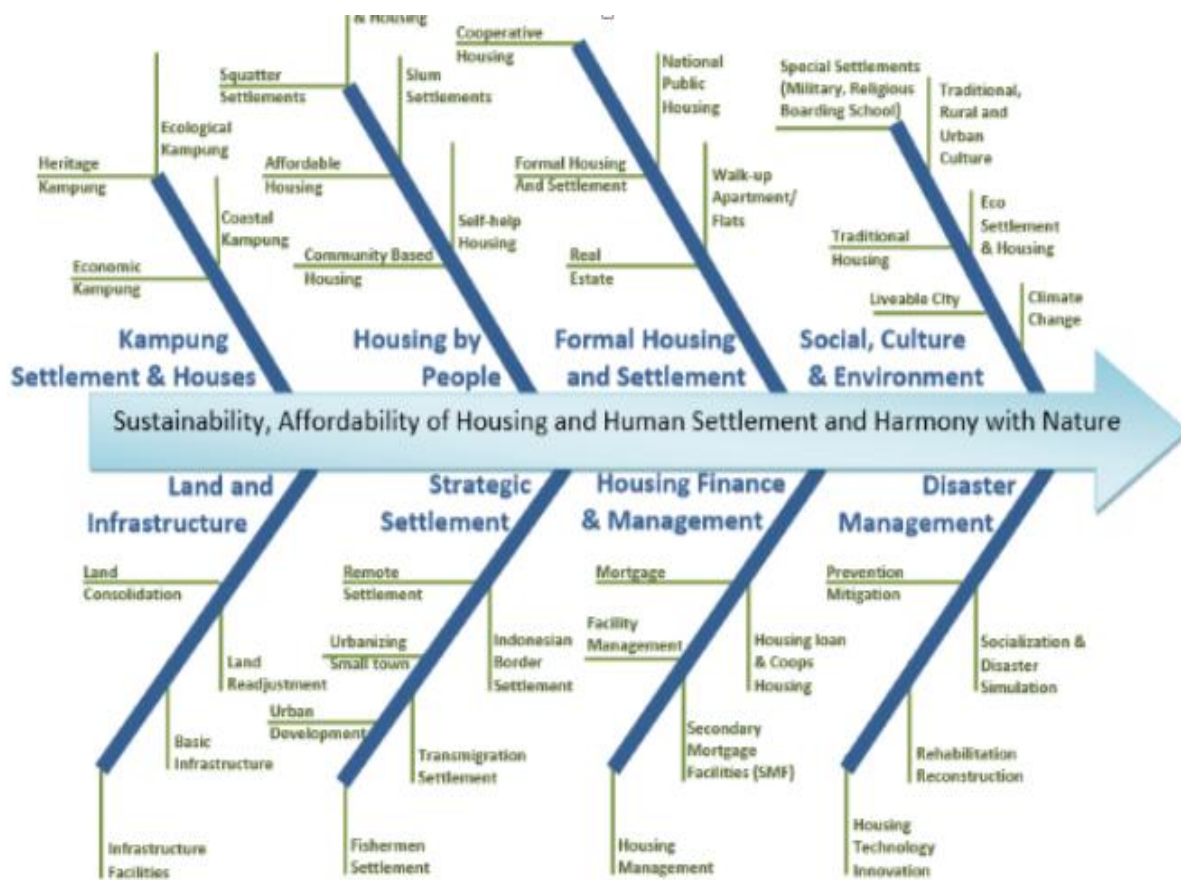 & Housing
Cooperative
Housing
Squatter
Settlements
Slum
Settlements
National
Public
Housing
Special Settlements
(Military, Religious
Boarding School)
Traditional,
Rural and
Urban
Culture
Ecological
Kampung
Heritage
Kampung
Affordable
Housing
Formal Housing
And Settlement
Walk-up
Apartment/
Flats
Coastal
Kampung
Self-help
Housing
Eco
Settlement
& Housing
Economic
Kampung
Community Based
Housing
Real
Estate
Traditional
Housing
Liveable City
Climate
Change
Kampung
Settlement & Houses
Housing by
People
Formal Housing
and Settlement
Social, Culture
& Environment
Sustainability, Affordability of Housing and Human Settlement and Harmony with Nature
Land and
Infrastructure
Strategic
Settlement
Housing Finance
& Management
Disaster
Management
Land
Consolidation
Remote
Settlement
Mortgage
Prevention
Mitigation
Land
Readjustment
Urbanizing
Small town
Indonesian
Border
Settlement
Facility
Management
Housing loan
& Coops
Housing
Socialization &
Disaster
Simulation
Basic
Infrastructure
Urban
Development
Transmigration
Settlement
Secondary
Mortgage
Facilities (SMF)
Rehabilitation
Reconstruction
Infrastructure
Facilities
Fishermen
Settlement
Housing
Management
Housing
Technology
Innovation